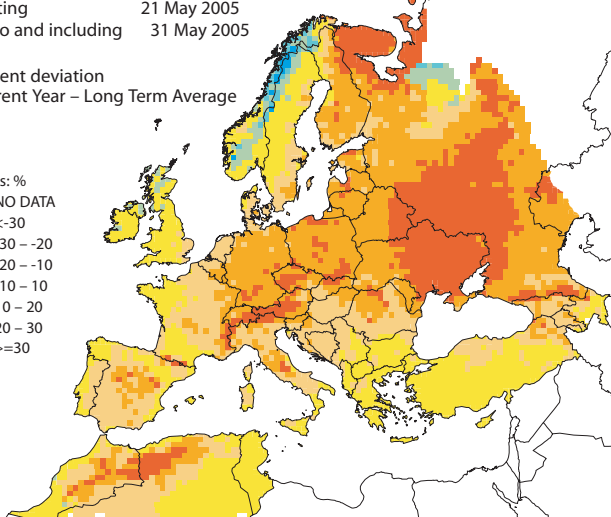 ting 21 May 2005
o and including 31 May 2005
ent deviation
rent Year – Long Term Average
s: %
NO DATA
<-30
30 – -20
20 – -10
10 – 10
0 – 20
20 – 30
>=30